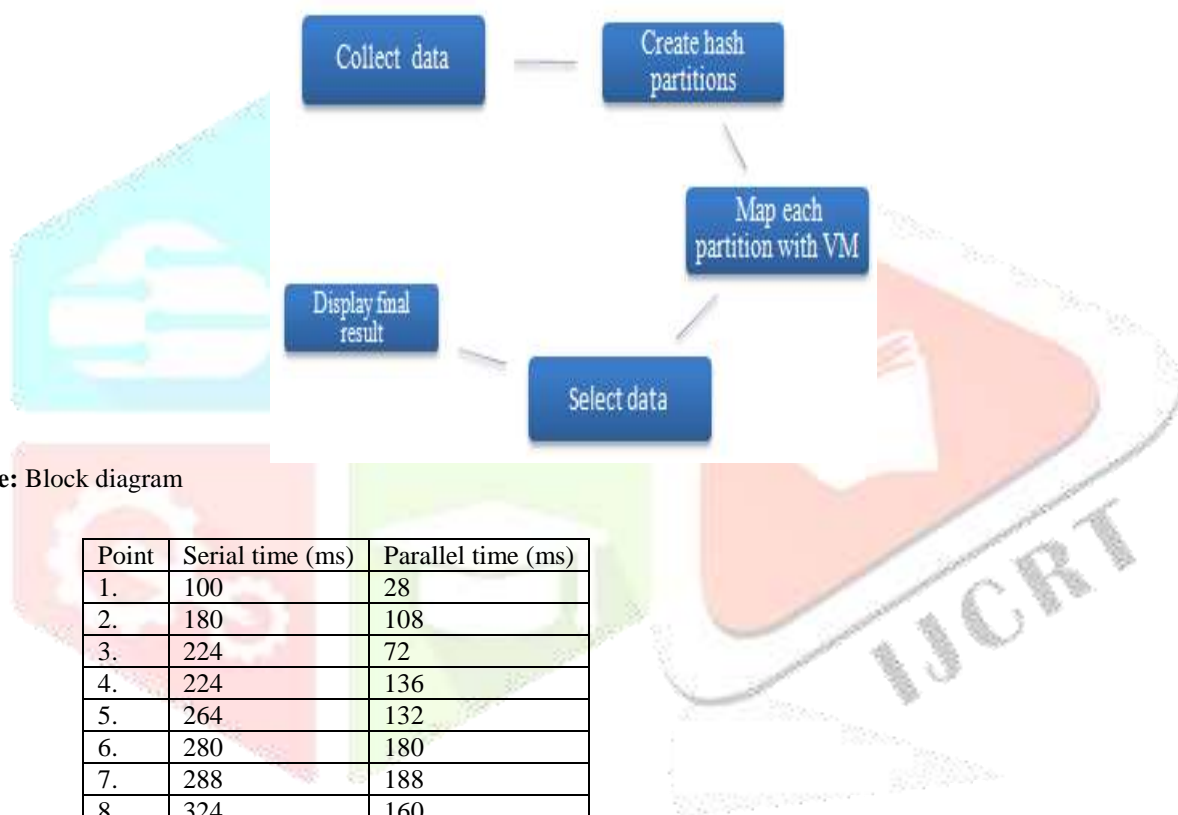 Collect data
Create hash
partitions
Map each
partition with VM
Display final
result
Select data
e: Block diagram
Point Serial time (ms) Parallel time (ms)
1. 100 28
2. 180 108
3. 224 72
4. 224 136
5. 264 132
6. 280 180
7. 288 188
8. 324 160
IJCRT